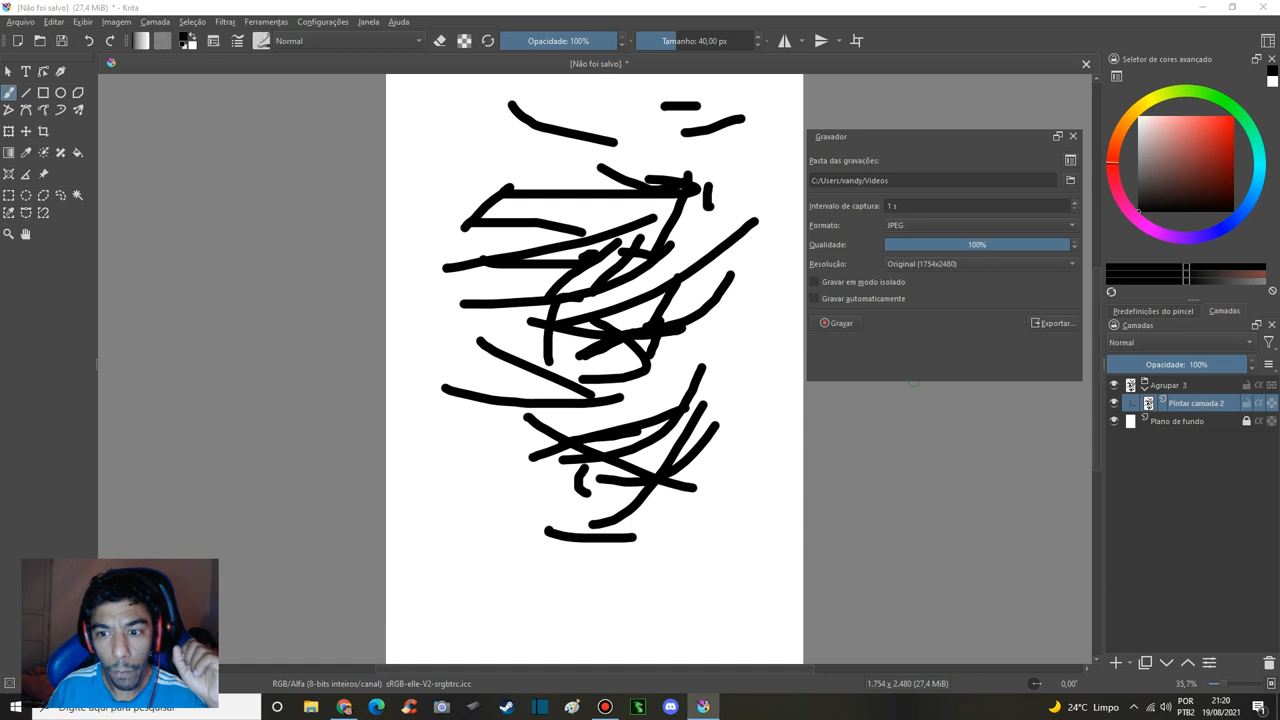 [Não foi salvo] (27,4 MiB) * - Krita
Arquivo Editar Exibir Imagem Camada Seleção Filtrar Ferramentas Configurações Janela Ajuda
Normal Opacidade: 100% Tamanho: 40,00 px
[Não foi salvo] *
Seletor de cores avançado
Gravador
Pasta das gravações:
C:/Users/vandy/Videos
Intervalo de captura: 1 s
Formato: JPEG
Qualidade: 100%
Resolução: Original (1754x2480)
Gravar em modo isolado
Gravar automaticamente
Gravar Exportar...
Predefinições do pincel Camadas
Camadas
Normal
Opacidade: 100%
Agrupar 3
Pintar camada 2
Plano de fundo
RGB/Alfa (8-bits inteiros/canal) sRGB-elle-V2-srgbtrc.icc 1.754 x 2.480 (27,4 MiB) 0,00° 35,7%
Digite aqui para pesquisar
24°C Limpo
POR
PTB2
21:20
19/08/2021